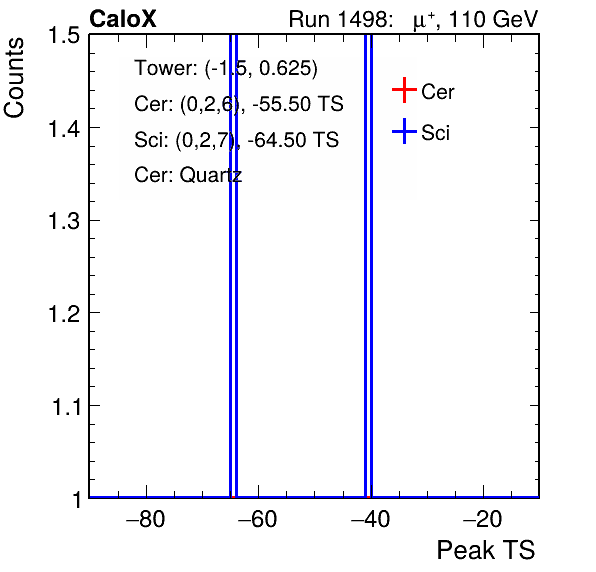 CaloX Run 1498: μ⁺, 110 GeV
Counts
Tower: (-1.5, 0.625)
Cer: (0,2,6), -55.50 TS
Sci: (0,2,7), -64.50 TS
Cer: Quartz
Cer
Sci
1.5
1.4
1.3
1.2
1.1
1
−80 −60 −40 −20
Peak TS